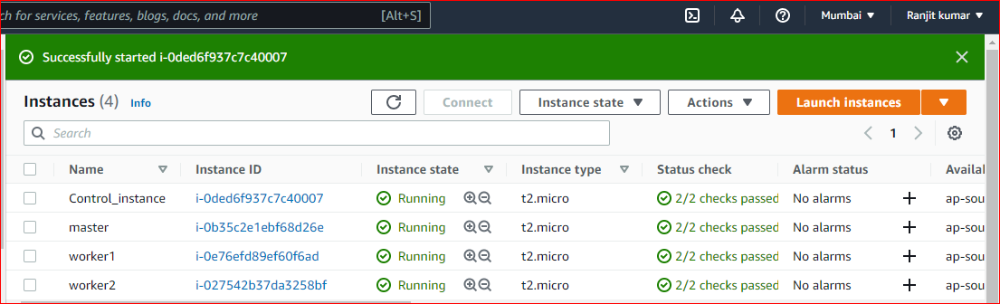 ch for services, features, blogs, docs, and more [Alt+S] Mumbai Ranjit kumar
Successfully started i-0ded6f937c7c40007
Instances (4) Info Connect Instance state Actions Launch instances
Search 1
Name Instance ID Instance state Instance type Status check Alarm status Availal
Control_instance i-0ded6f937c7c40007 Running t2.micro 2/2 checks passed No alarms ap-sou
master i-0b35c2e1ebf68d26e Running t2.micro 2/2 checks passed No alarms ap-sou
worker1 i-0e76efd89ef60f6ad Running t2.micro 2/2 checks passed No alarms ap-sou
worker2 i-027542b37da3258bf Running t2.micro 2/2 checks passed No alarms ap-sou